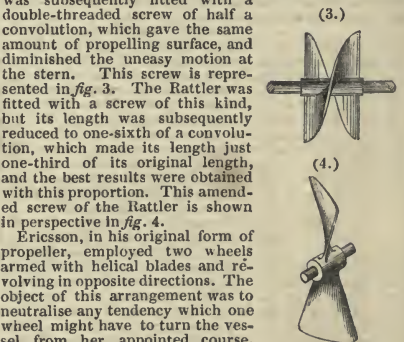 was subsequently fitted with a
double-threaded screw of half a
convolution, which gave the same
amount of propelling surface, and
diminished the uneasy motion at
the stern. This screw is repre-
sented in fig. 3. The Rattler was
fitted with a screw of this kind,
but its length was subsequently
reduced to one-sixth of a convolu-
tion, which made its length just
one-third of its original length,
and the best results were obtained
with this proportion. This amend-
ed screw of the Rattler is shown
in perspective in fig. 4.
Ericsson, in his original form of
propeller, employed two wheels
armed with helical blades and re-
volving in opposite directions. The
object of this arrangement was to
neutralise any tendency which one
wheel might have to turn the ves-
sel from her appointed course.
(3.)
(4.)